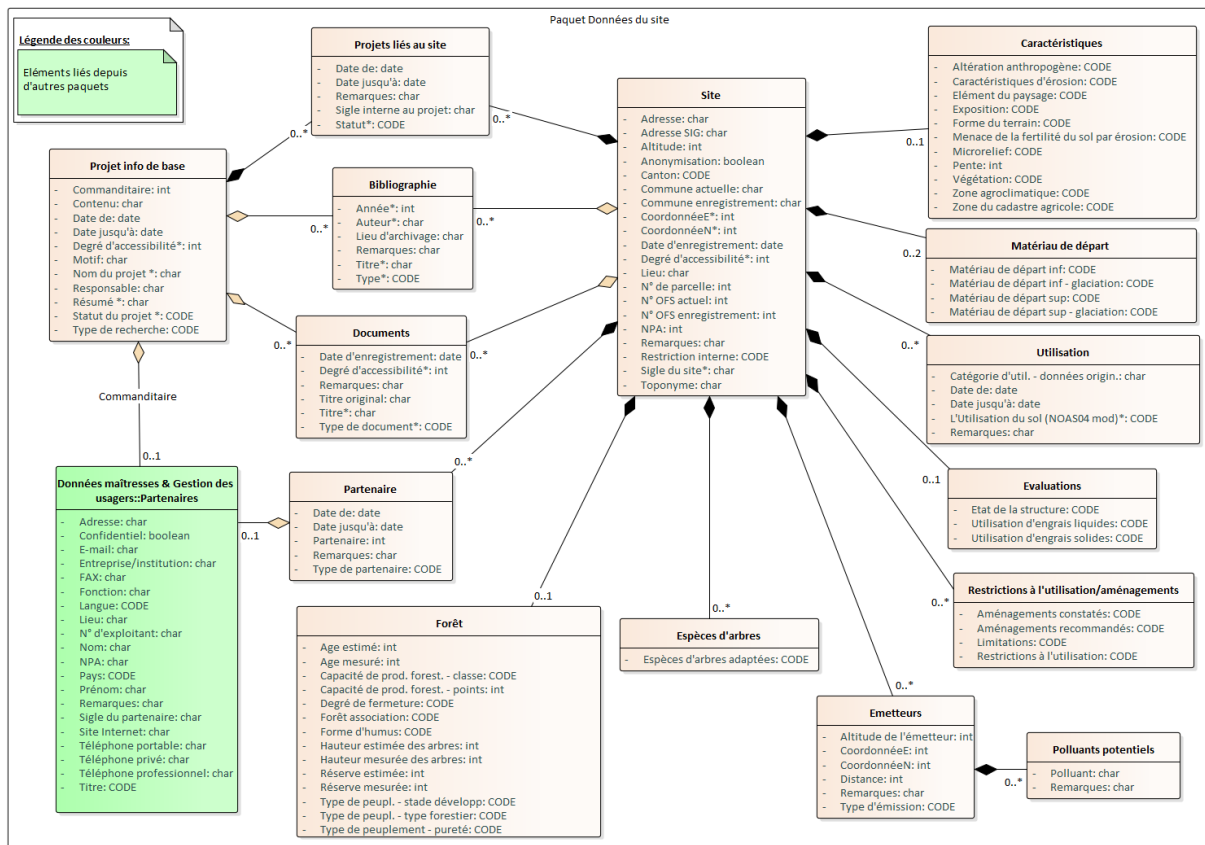 Paquet Données du site
Légende des couleurs:
Eléments liés depuis
d'autres paquets
Projets liés au site
- Date de: date
- Date jusqu'à: date
- Remarques: char
- Sigle interne au projet: char
- Statut*: CODE
0..*
0..*
Site
- Adresse: char
- Adresse SIG: char
- Altitude: int
- Anonymisation: boolean
- Canton: CODE
- Commune actuelle: char
- Commune enregistrement: char
- CoordonnéeE*: int
- CoordonnéeN*: int
- Date d'enregistrement: date
- Degré d'accessibilité*: int
- Lieu: char
- N° de parcelle: int
- N° OFS actuel: int
- N° OFS enregistrement: int
- NPA: int
- Remarques: char
- Restriction interne: CODE
- Sigle du site*: char
- Toponyme: char
Caractéristiques
- Altération anthropogène: CODE
- Caractéristiques d'érosion: CODE
- Elément du paysage: CODE
- Exposition: CODE
- Forme du terrain: CODE
- Menace de la fertilité du sol par érosion: CODE
- Microrelief: CODE
- Pente: int
- Végétation: CODE
- Zone agroclimatique: CODE
- Zone du cadastre agricole: CODE
0..1
Projet info de base
- Commanditaire: int
- Contenu: char
- Date de: date
- Date jusqu'à: date
- Degré d'accessibilité*: int
- Motif: char
- Nom du projet *: char
- Responsable: char
- Résumé *: char
- Statut du projet *: CODE
- Type de recherche: CODE
Bibliographie
- Année*: int
- Auteur*: char
- Lieu d'archivage: char
- Remarques: char
- Titre*: char
- Type*: CODE
0..*
0..*
Matériau de départ
- Matériau de départ inf: CODE
- Matériau de départ inf - glaciation: CODE
- Matériau de départ sup: CODE
- Matériau de départ sup - glaciation: CODE
0..2
Documents
- Date d'enregistrement: date
- Degré d'accessibilité*: int
- Remarques: char
- Titre original: char
- Titre*: char
- Type de document*: CODE
0..*
0..*
Utilisation
- Catégorie d'util. - données origin.: char
- Date de: date
- Date jusqu'à: date
- L'Utilisation du sol (NOAS04 mod)*: CODE
- Remarques: char
0..*
Commanditaire
0..1
Données maîtresses & Gestion des
usagers::Partenaires
- Adresse: char
- Confidentiel: boolean
- E-mail: char
- Entreprise/institution: char
- FAX: char
- Fonction: char
- Langue: CODE
- Lieu: char
- N° d'exploitant: char
- Nom: char
- NPA: char
- Pays: CODE
- Prénom: char
- Remarques: char
- Sigle du partenaire: char
- Site Internet: char
- Téléphone portable: char
- Téléphone privé: char
- Téléphone professionnel: char
- Titre: CODE
0..1
Partenaire
- Date de: date
- Date jusqu'à: date
- Partenaire: int
- Remarques: char
- Type de partenaire: CODE
0..*
Evaluations
- Etat de la structure: CODE
- Utilisation d'engrais liquides: CODE
- Utilisation d'engrais solides: CODE
0..1
Restrictions à l'utilisation/aménagements
- Aménagements constatés: CODE
- Aménagements recommandés: CODE
- Limitations: CODE
- Restrictions à l'utilisation: CODE
0..*
Forêt
- Age estimé: int
- Age mesuré: int
- Capacité de prod. forest. - classe: CODE
- Capacité de prod. forest. - points: int
- Degré de fermeture: CODE
- Forêt association: CODE
- Forme d'humus: CODE
- Hauteur estimée des arbres: int
- Hauteur mesurée des arbres: int
- Réserve estimée: int
- Réserve mesurée: int
- Type de peupl. - stade développ: CODE
- Type de peupl. - type forestier: CODE
- Type de peuplement - pureté: CODE
0..1
Espèces d'arbres
- Espèces d'arbres adaptées: CODE
0..*
Emetteurs
- Altitude de l'émetteur: int
- CoordonnéeE: int
- CoordonnéeN: int
- Distance: int
- Remarques: char
- Type d'émission: CODE
0..*
Polluants potentiels
- Polluant: char
- Remarques: char
0..*